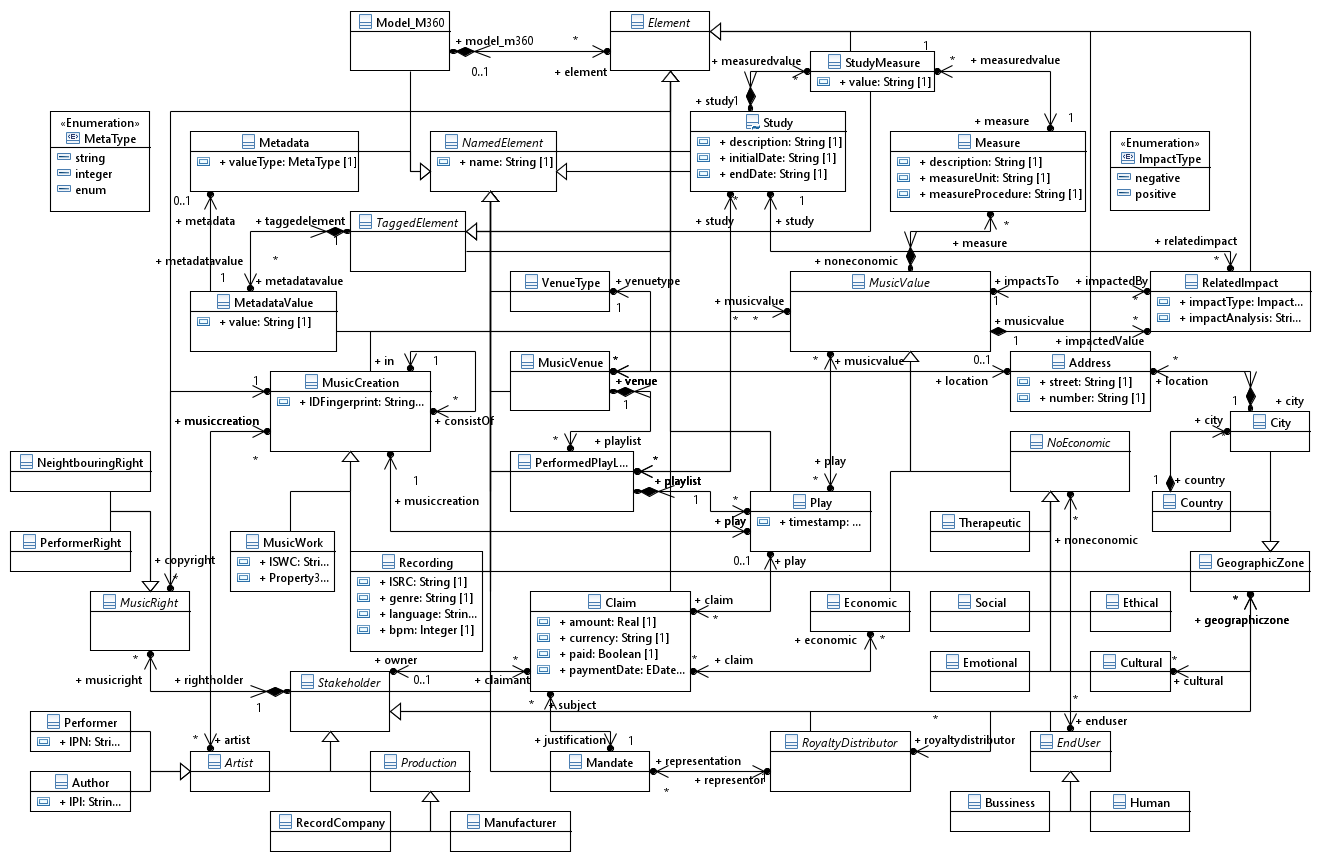 Model_M360
Element
+ model_m360
*
0..1
+ element
1
StudyMeasure
+ value: String [1]
+ measuredvalue
*
+ measuredvalue
*
+ study1
+ measure
1
«Enumeration»
MetaType
string
integer
enum
Metadata
+ valueType: MetaType [1]
NamedElement
+ name: String [1]
Study
+ description: String [1]
+ initialDate: String [1]
+ endDate: String [1]
Measure
+ description: String [1]
+ measureUnit: String [1]
+ measureProcedure: String [1]
«Enumeration»
ImpactType
negative
positive
0..1
+ metadata
+ taggedelement
1
TaggedElement
*
+ study
1
+ study
*
+ measure
+ relatedimpact
*
+ metadatavalue
*
1
+ metadatavalue
+ noneconomic
MetadataValue
+ value: String [1]
VenueType
+ venuetype
1
MusicValue
+ impactsTo
1
+ impactedBy
*
RelatedImpact
+ impactType: Impact...
+ impactAnalysis: Stri...
+ musicvalue
*
*
+ musicvalue
1
*
+ impactedValue
+ in
1
MusicCreation
+ IDFingerprint: String...
1
*
+ consistOf
+ musiccreation
*
MusicVenue
*
+ venue
1
+ musicvalue
*
0..1
+ location
Address
+ street: String [1]
+ number: String [1]
*
+ location
1
+ city
City
+ city
*
*
+ playlist
NoEconomic
NeightbouringRight
PerformedPlayL...
*
+ playlist
1
*
+ play
*
1
+ country
Country
1
+ musiccreation
+ play
*
Play
+ timestamp: ...
Therapeutic
*
+ noneconomic
PerformerRight
MusicWork
+ ISWC: Stri...
+ Property3...
Recording
+ ISRC: String [1]
+ genre: String [1]
+ language: Strin...
+ bpm: Integer [1]
0..1
+ play
GeographicZone
+ copyright
*
MusicRight
Claim
+ amount: Real [1]
+ currency: String [1]
+ paid: Boolean [1]
+ paymentDate: EDate...
+ claim
*
Economic
Social
Ethical
*
+ geographiczone
+ economic
*
*
+ claim
*
Emotional
Cultural
*
+ cultural
*
+ musicright
+ rightholder
1
Stakeholder
+ owner
0..1
*
+ claimant
*
+ subject
*
+ enduser
Performer
+ IPN: Stri...
*
+ artist
+ justification
1
*
RoyaltyDistributor
+ royaltydistributor
EndUser
Artist
Production
Mandate
+ representation
*
+ representor
Author
+ IPI: Strin...
Bussiness
Human
RecordCompany
Manufacturer